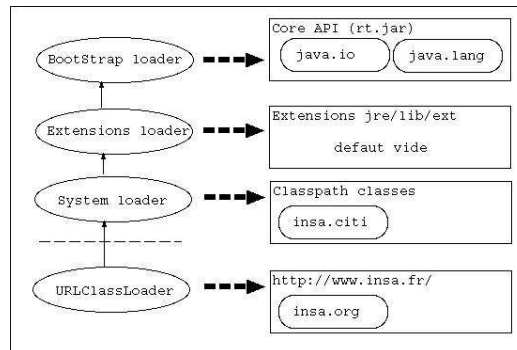 Core API (rt.jar)
BootStrap loader
java.io
java.lang
Extensions loader
Extensions jre/lib/ext
defaut vide
System loader
Classpath classes
insa.citi
URLClassLoader
http://www.insa.fr/
insa.org